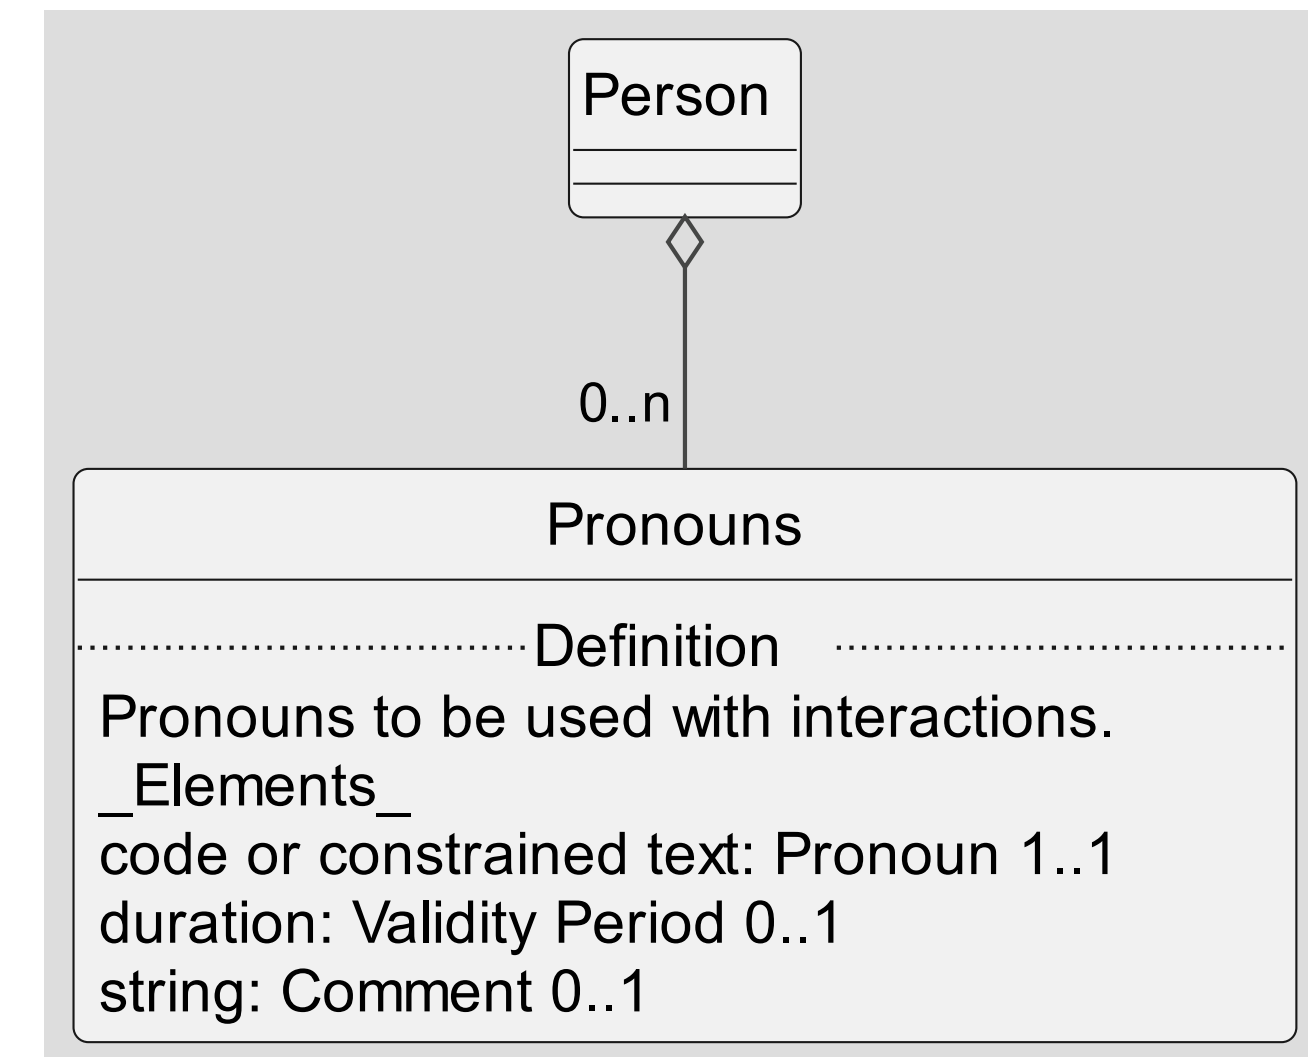 Person
0..n
Pronouns
Definition
Pronouns to be used with interactions.
_Elements_
code or constrained text: Pronoun 1..1
duration: Validity Period 0..1
string: Comment 0..1